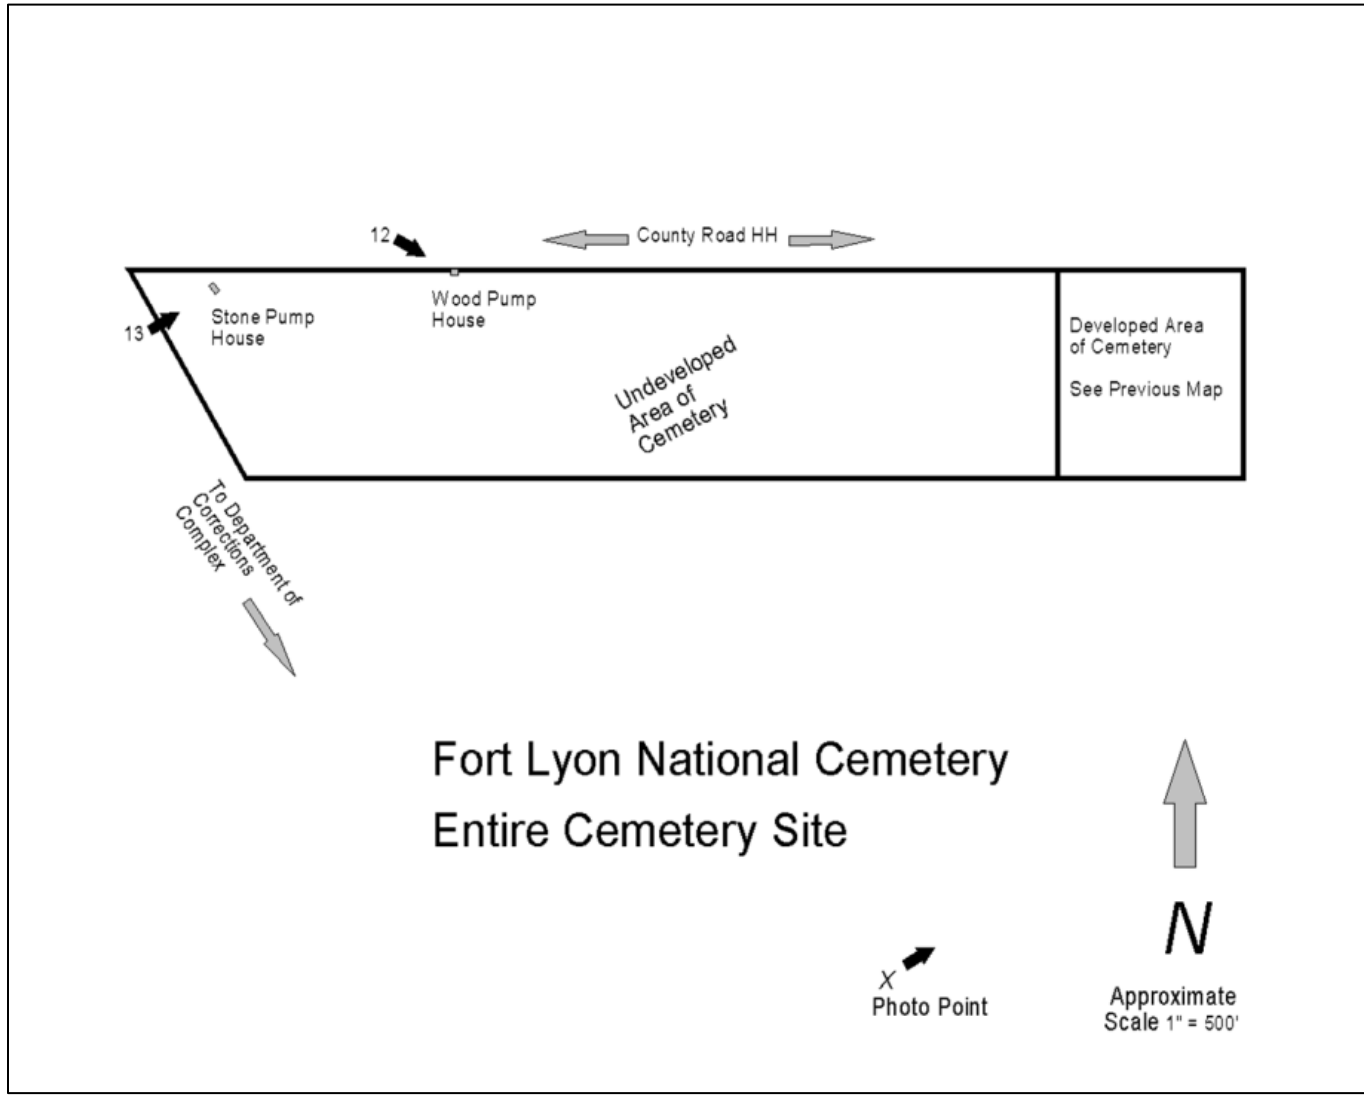 12
County Road HH
Wood Pump
House
Stone Pump
House
13
Developed Area
of Cemetery
See Previous Map
Undeveloped
Area of
Cemetery
To Department of
Corrections
Complex
Fort Lyon National Cemetery
Entire Cemetery Site
N
X
Photo Point
Approximate
Scale 1" = 500'